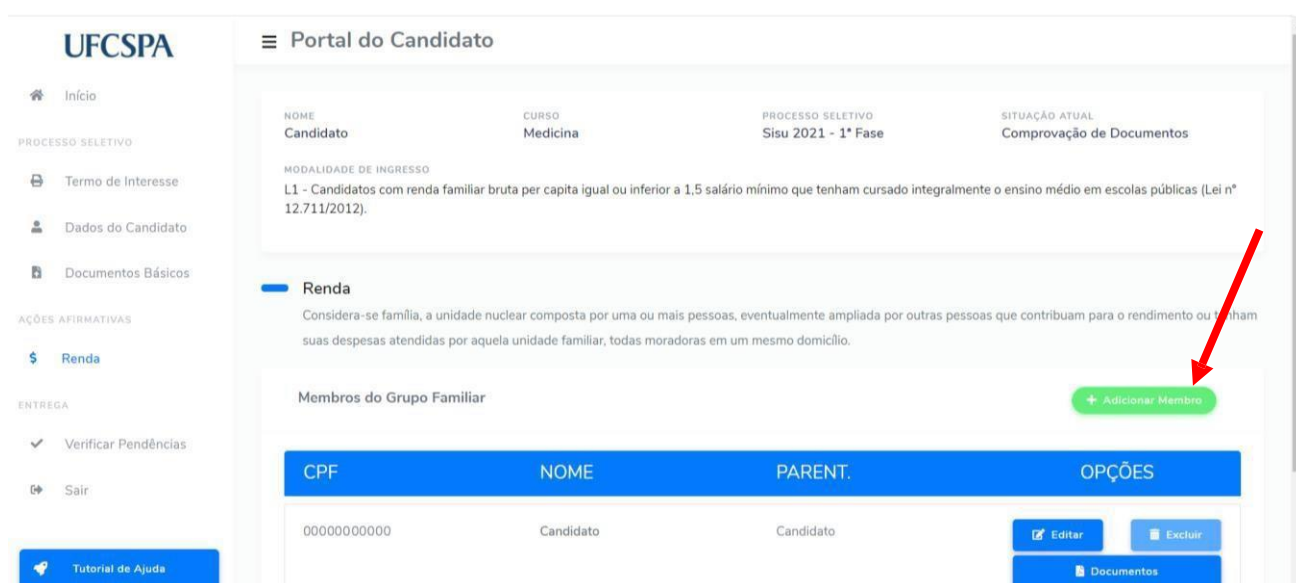 UFCSPA
Início
PROCESSO SELETIVO
Termo de Interesse
Dados do Candidato
Documentos Básicos
AÇÕES AFIRMATIVAS
$ Renda
ENTREGA
Verificar Pendências
Sair
Tutorial de Ajuda
Portal do Candidato
NOME CURSO PROCESSO SELETIVO SITUAÇÃO ATUAL
Candidato Medicina Sisu 2021 - 1ª Fase Comprovação de Documentos
MODALIDADE DE INGRESSO
L1 - Candidatos com renda familiar bruta per capita igual ou inferior a 1,5 salário mínimo que tenham cursado integralmente o ensino médio em escolas públicas (Lei nº
12.711/2012).
Renda
Considera-se família, a unidade nuclear composta por uma ou mais pessoas, eventualmente ampliada por outras pessoas que contribuam para o rendimento ou tenham
suas despesas atendidas por aquela unidade familiar, todas moradoras em um mesmo domicílio.
Membros do Grupo Familiar
+ Adicionar Membro
CPF NOME PARENT. OPÇÕES
00000000000 Candidato Candidato Editar Excluir
Documentos